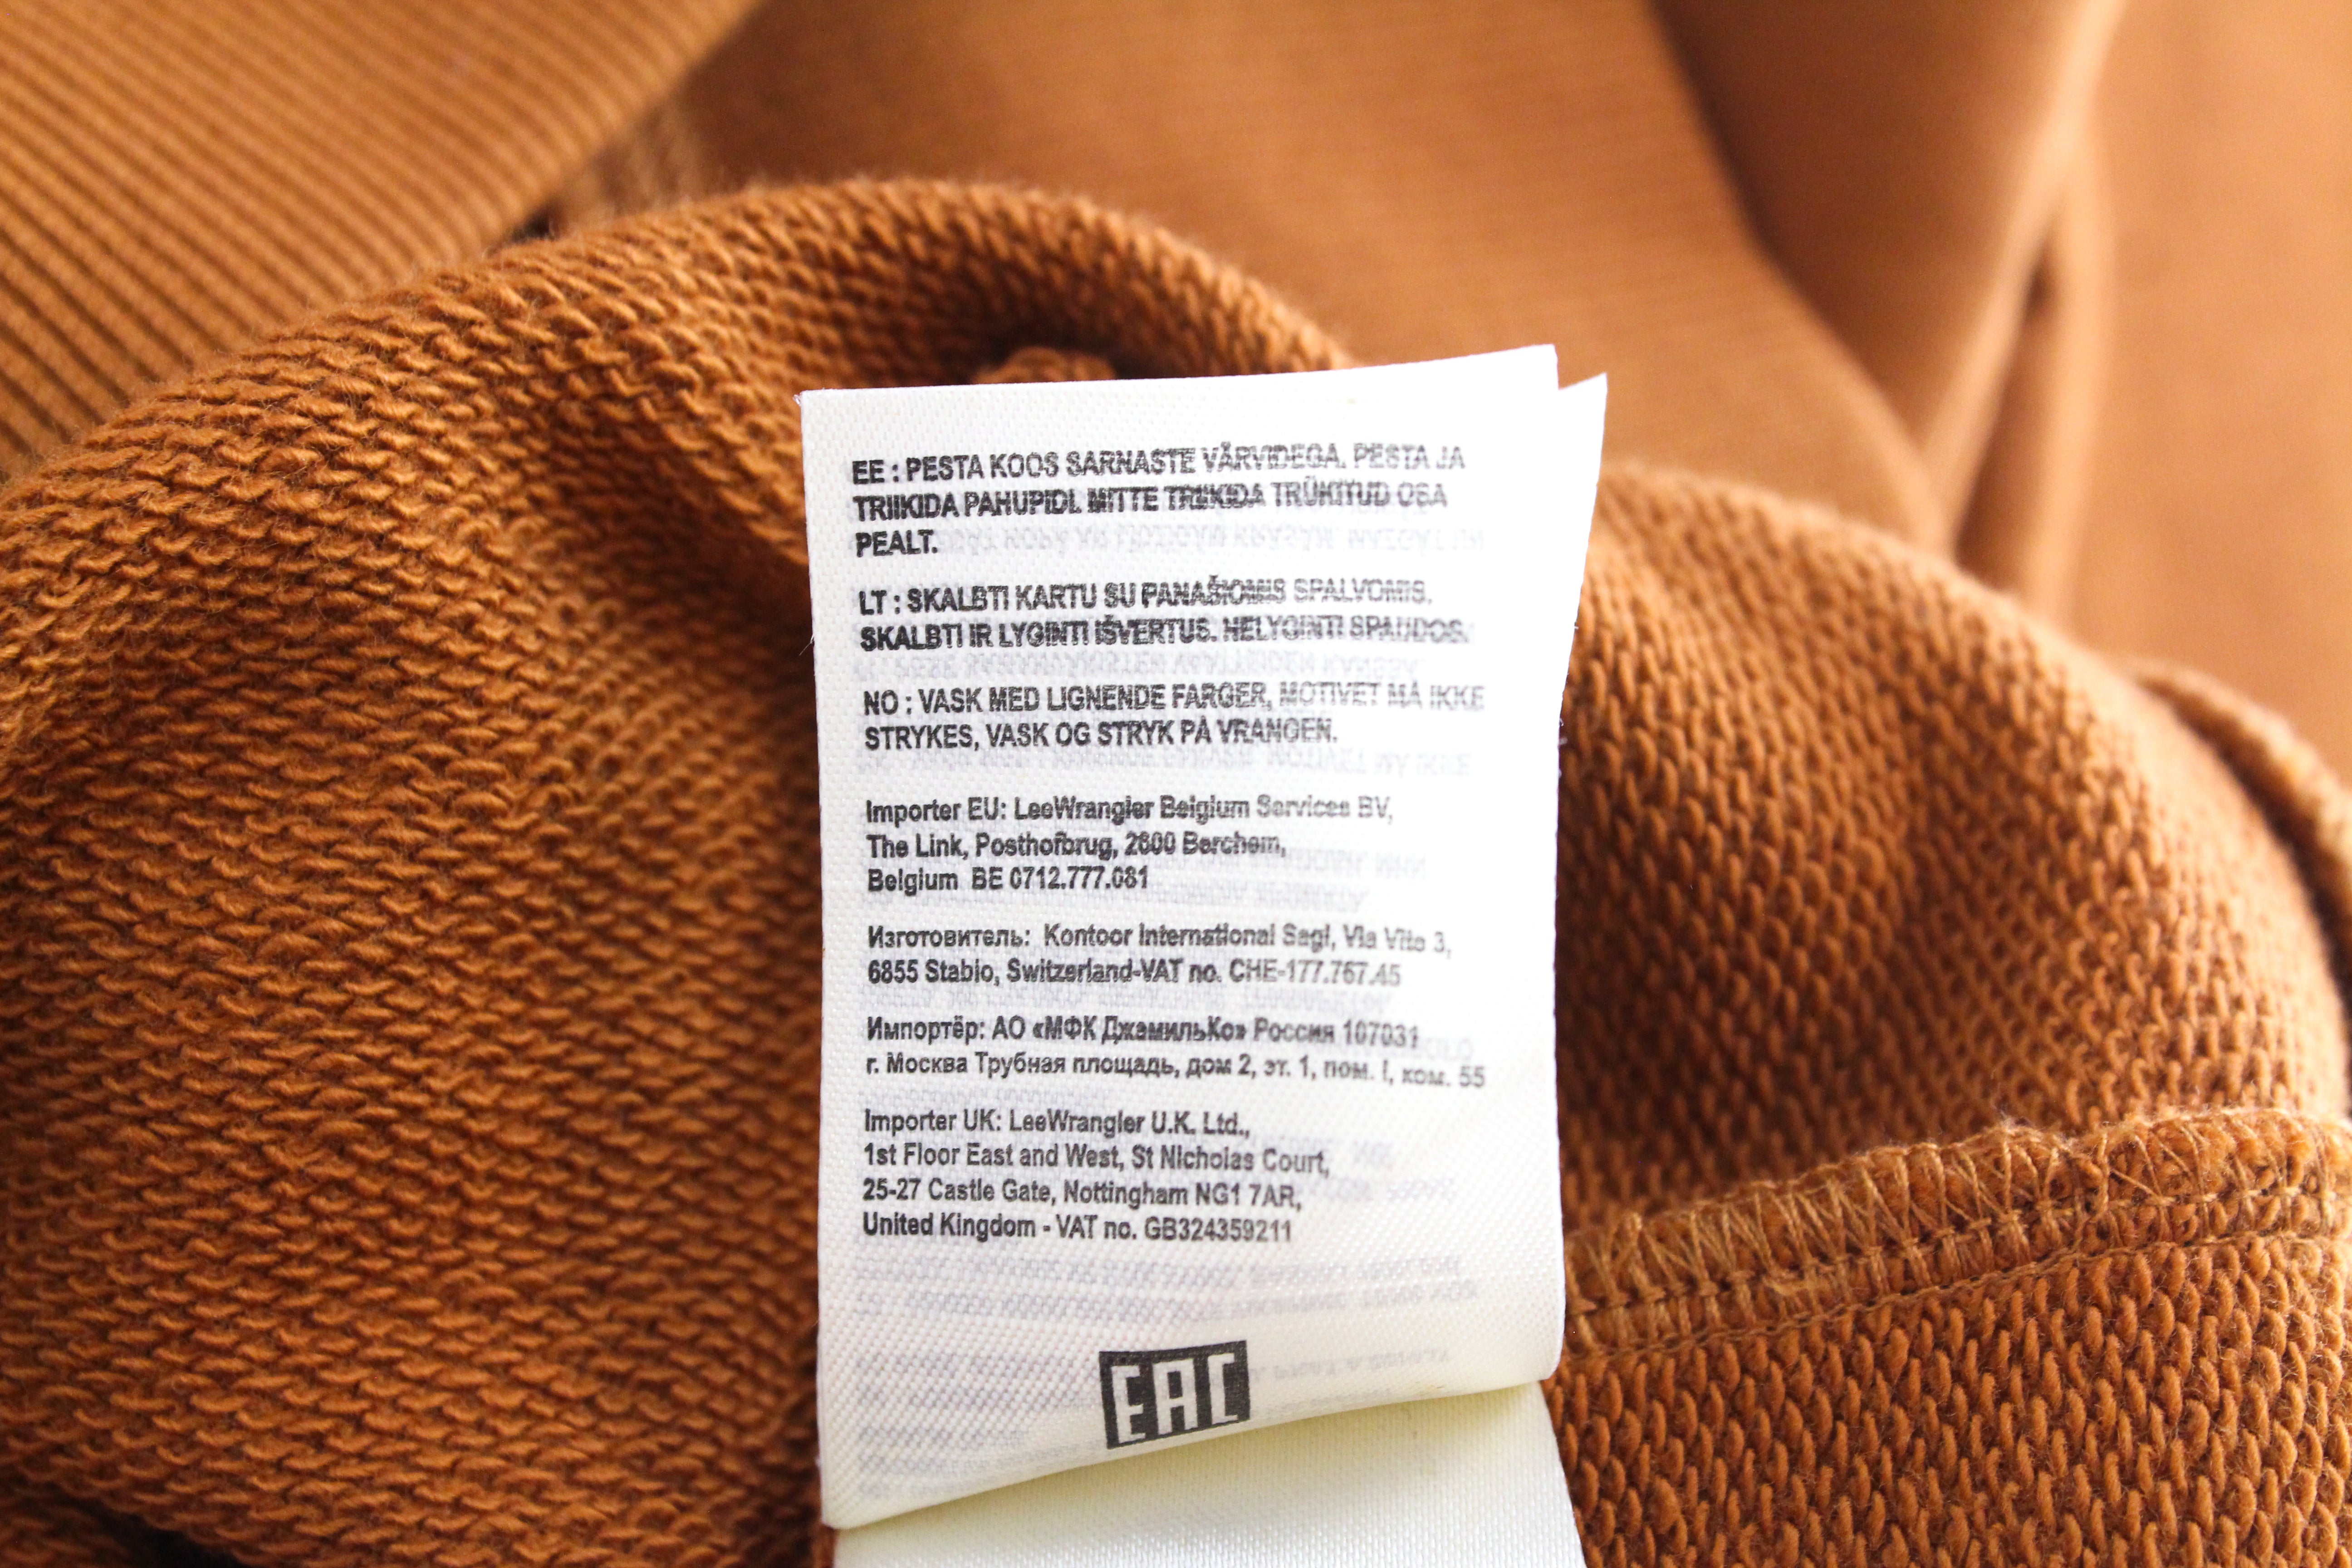 EE : PESTA KOOS SARNASTE VÄRVIDEGA. PESTA JA
TRIIKIDA PAHUPIDI. MITTE TRIIKIDA TRÜKITUD OSA
PEALT.
LT : SKALBTI KARTU SU PANAŠIOMIS SPALVOMIS.
SKALBTI IR LYGINTI IŠVERTUS. NELYGINTI SPAUDOS.
NO : VASK MED LIGNENDE FARGER, MOTIVET MÅ IKKE
STRYKES, VASK OG STRYK PÅ VRANGEN.
Importer EU: LeeWrangler Belgium Services BV,
The Link, Posthofbrug, 2600 Berchem,
Belgium BE 0712.777.081
Изготовитель: Kontoor International Sagl, Via Vite 3,
6855 Stabio, Switzerland-VAT no. CHE-177.767.45
Импортёр: АО «МФК ДжамильКо» Россия 107031
г. Москва Трубная площадь, дом 2, эт. 1, пом. I, ком. 55
Importer UK: LeeWrangler U.K. Ltd.,
1st Floor East and West, St Nicholas Court,
25-27 Castle Gate, Nottingham NG1 7AR,
United Kingdom - VAT no. GB324359211
EAC